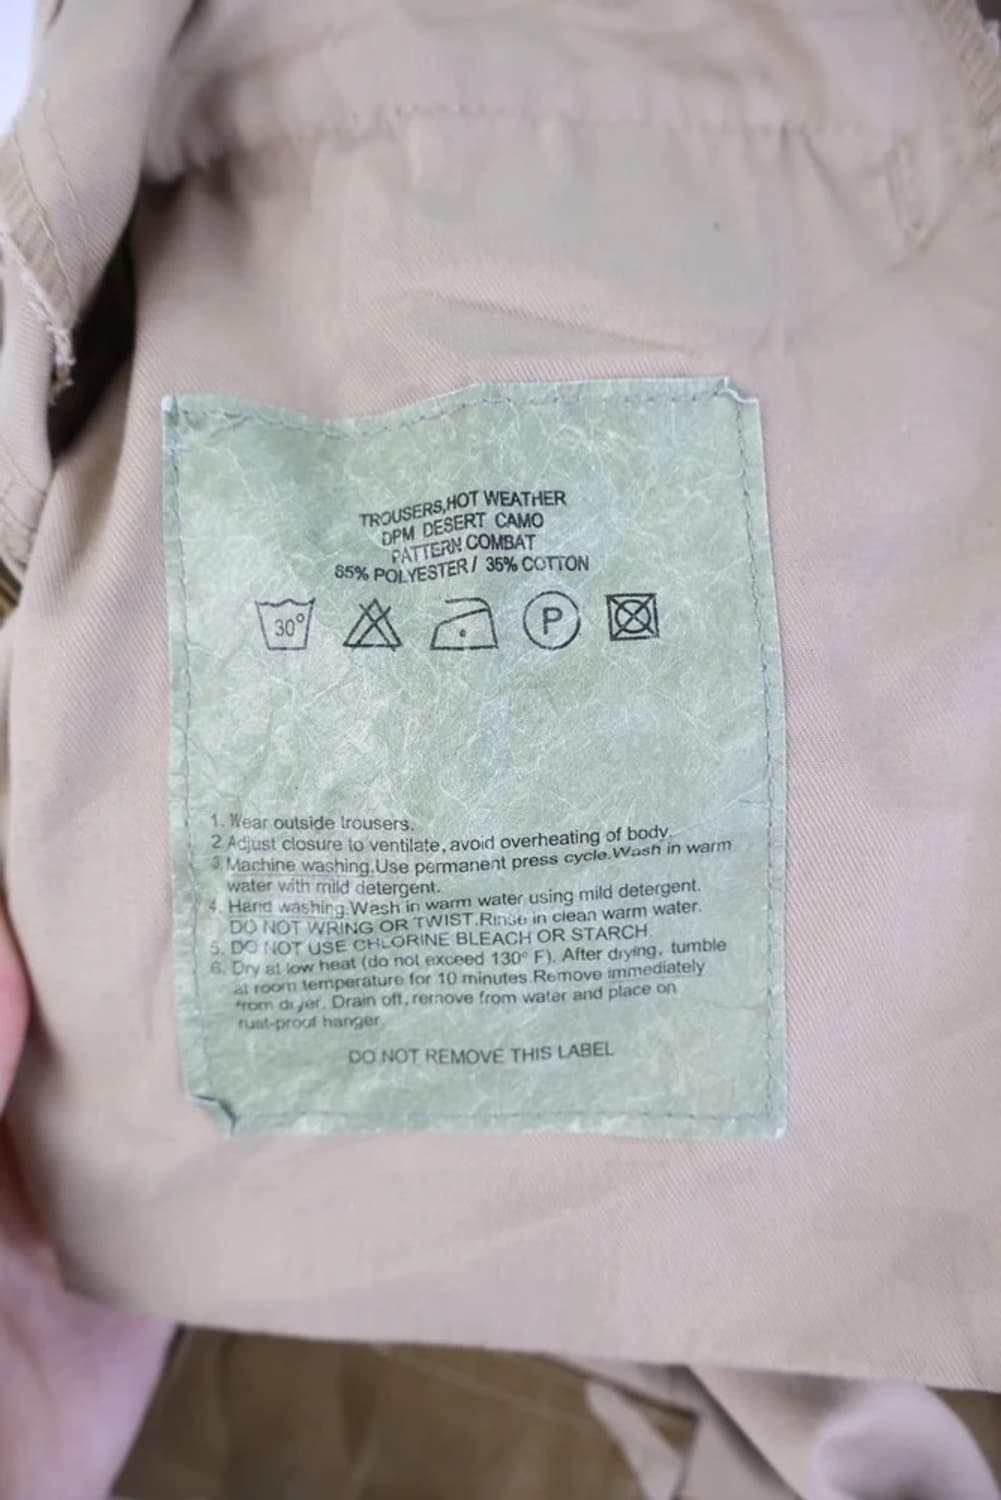 TROUSERS,HOT WEATHER
DPM DESERT CAMO
PATTERN COMBAT
85% POLYESTER / 35% COTTON
30°
P
1. Wear outside trousers.
2 Adjust closure to ventilate, avoid overheating of body.
3 Machine washing.Use permanent press cycle.Wash in warm
water with mild detergent.
4. Hand washing.Wash in warm water using mild detergent.
DO NOT WRING OR TWIST.Rinse in clean warm water.
5. DO NOT USE CHLORINE BLEACH OR STARCH.
6. Dry at low heat (do not exceed 130° F). After drying, tumble
at room temperature for 10 minutes.Remove immediately
from dryer. Drain off, remove from water and place on
rust-proof hanger.
DO NOT REMOVE THIS LABEL